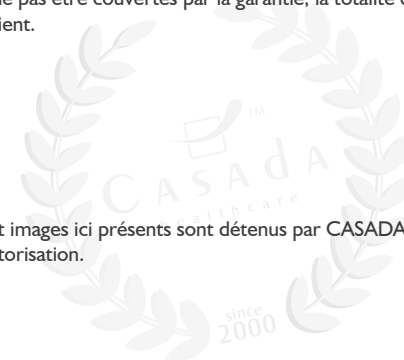 pas être couvertes par la garantie, la totalité
ient.
TM
CASADA
healthcare
t images ici présents sont détenus par CASADA
torisation.
since
2000